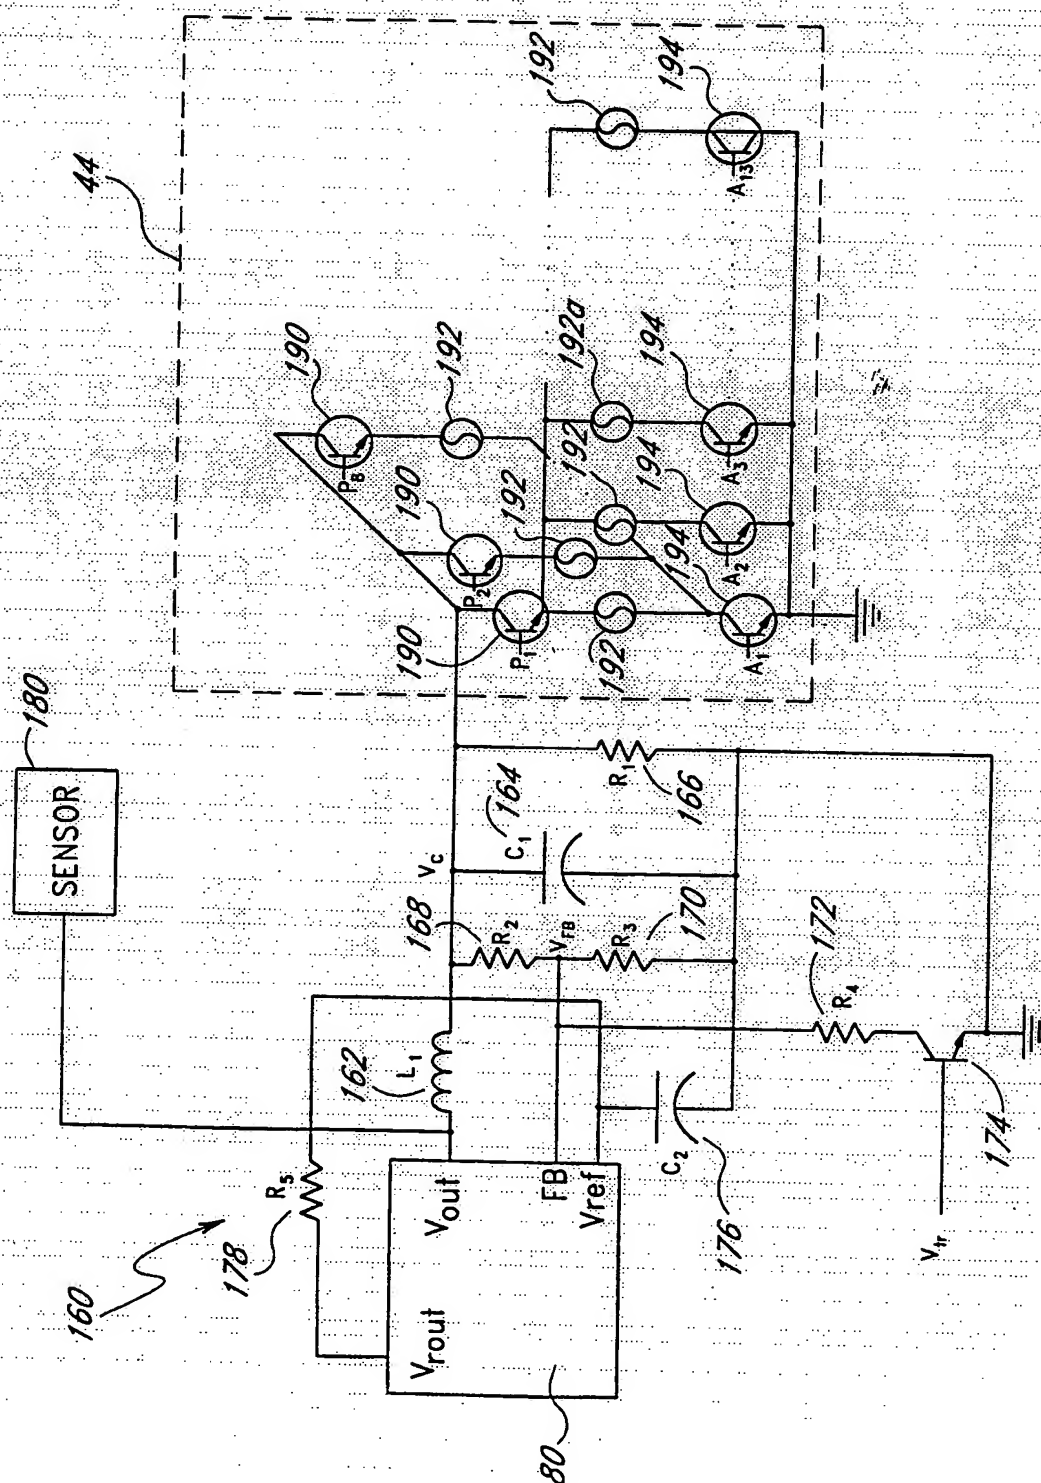 160
80
Vrout
Vout
FB
Vref
178
R5
162
L1
SENSOR
180
VC
168
R2
VFB
R3
170
C1
164
R1
166
C2
176
R4
172
174
Vtr
44
190
P1
192
A1
194
190
P2
192
192
A2
194
190
P8
192
192a
A3
194
192
194
A13